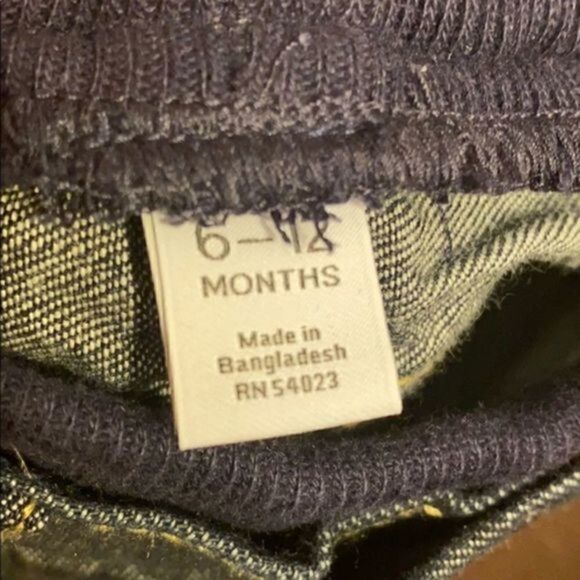 6-12
MONTHS
Made in
Bangladesh
RN 54023